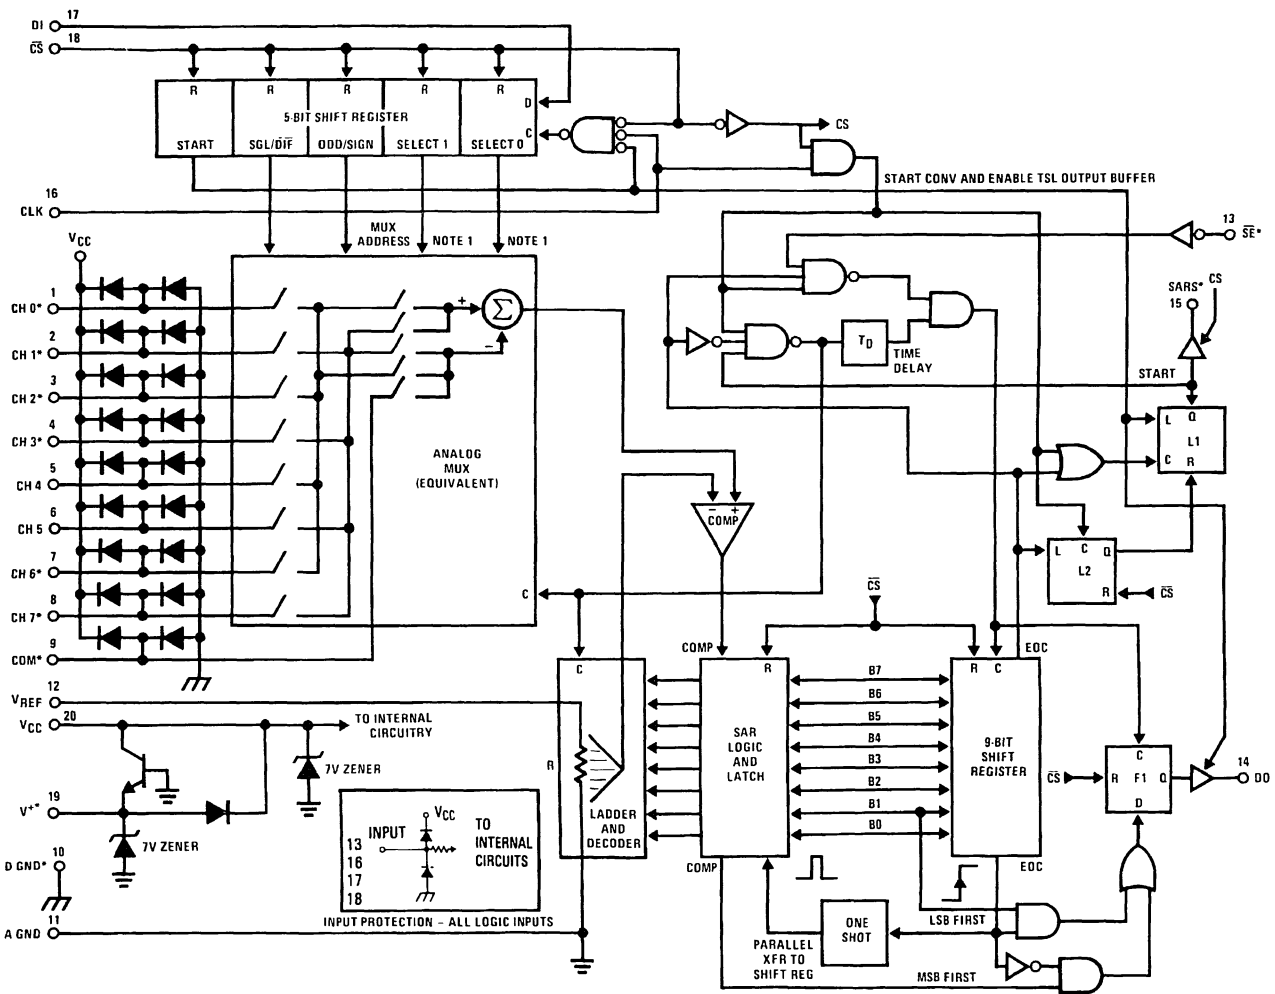 DI 17
CS 18
R R R R R
D
5-BIT SHIFT REGISTER
C
START SGL/DIF ODD/SIGN SELECT 1 SELECT 0
CS
START CONV AND ENABLE TSL OUTPUT BUFFER
16
CLK
MUX
ADDRESS
NOTE 1 NOTE 1
13
SE*
VCC
1
CH 0*
2
CH 1*
3
CH 2*
4
CH 3*
5
CH 4
6
CH 5
7
CH 6*
8
CH 7*
9
COM*
+
Σ
−
ANALOG
MUX
(EQUIVALENT)
C
TD
TIME
DELAY
SARS* CS
15
START
L Q
L1
C R
− +
COMP
L C Q
L2
R
CS
CS
12
VREF
20
VCC
TO INTERNAL
CIRCUITRY
7V ZENER
19
V+*
7V ZENER
10
D GND*
11
A GND
INPUT
VCC
TO
INTERNAL
CIRCUITS
13
16
17
18
INPUT PROTECTION – ALL LOGIC INPUTS
C
R
LADDER
AND
DECODER
COMP
R
SAR
LOGIC
AND
LATCH
COMP
B7
B6
B5
B4
B3
B2
B1
B0
R C
EOC
9-BIT
SHIFT
REGISTER
EOC
CS
C
R F1 Q
D
14
DO
ONE
SHOT
PARALLEL
XFR TO
SHIFT REG
LSB FIRST
MSB FIRST